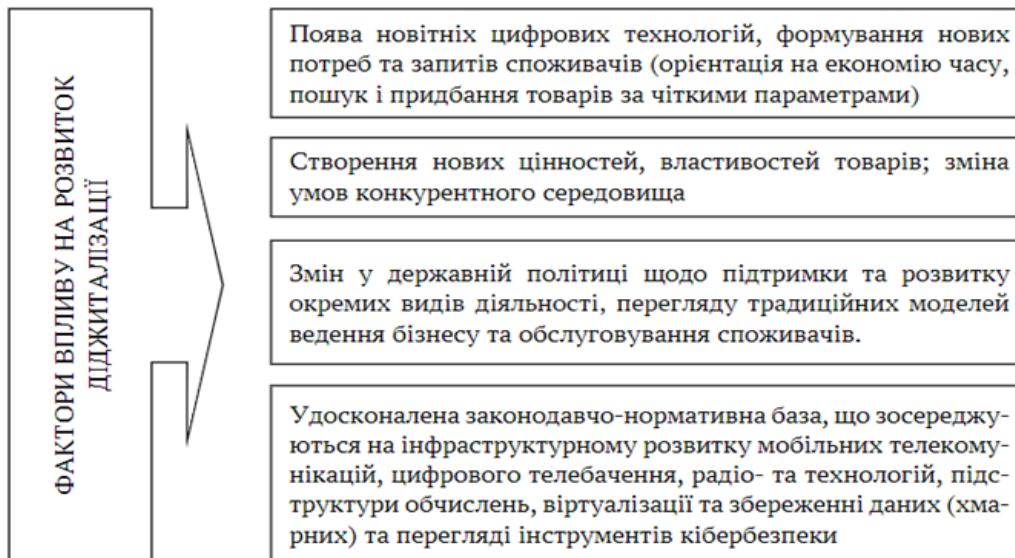 ФАКТОРИ ВПЛИВУ НА РОЗВИТОК
ДІДЖИТАЛІЗАЦІЇ
Поява новітніх цифрових технологій, формування нових
потреб та запитів споживачів (орієнтація на економію часу,
пошук і придбання товарів за чіткими параметрами)
Створення нових цінностей, властивостей товарів; зміна
умов конкурентного середовища
Змін у державній політиці щодо підтримки та розвитку
окремих видів діяльності, перегляду традиційних моделей
ведення бізнесу та обслуговування споживачів.
Удосконалена законодавчо-нормативна база, що зосереджу-
ються на інфраструктурному розвитку мобільних телекому-
нікацій, цифрового телебачення, радіо- та технологій, підс-
труктури обчислень, віртуалізації та збереженні даних (хма-
рних) та перегляді інструментів кібербезпеки